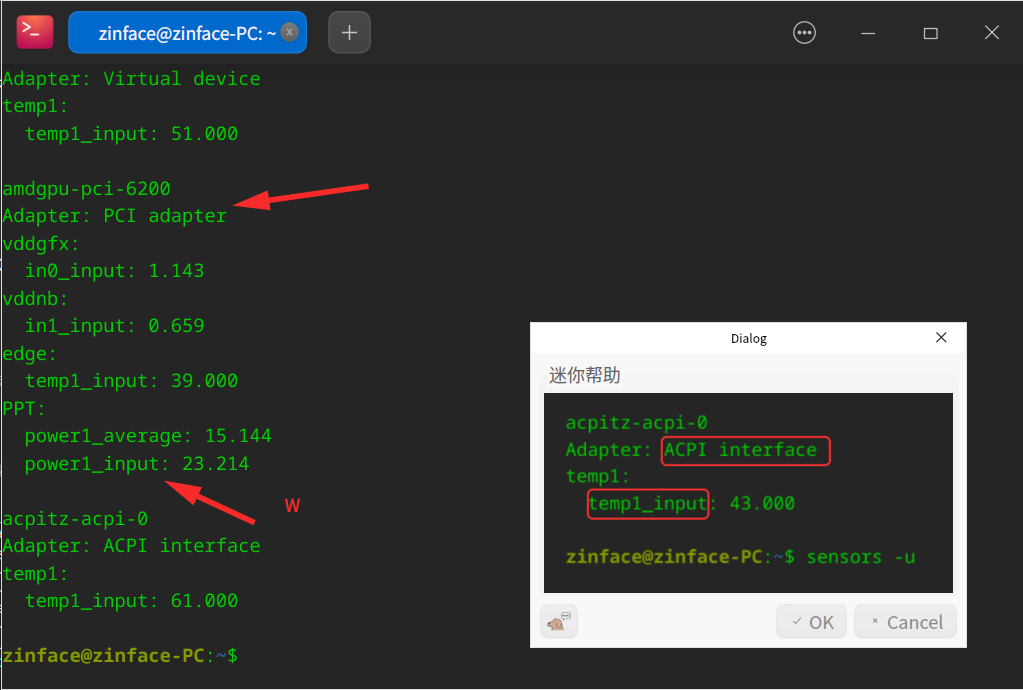 zinface@zinface-PC: ~
Adapter: Virtual device
temp1:
temp1_input: 51.000
amdgpu-pci-6200
Adapter: PCI adapter
vddgfx:
in0_input: 1.143
vddnb:
in1_input: 0.659
edge:
temp1_input: 39.000
PPT:
power1_average: 15.144
power1_input: 23.214
W
acpitz-acpi-0
Adapter: ACPI interface
temp1:
temp1_input: 61.000
zinface@zinface-PC:~$
Dialog
迷你帮助
acpitz-acpi-0
Adapter: ACPI interface
temp1:
temp1_input: 43.000
zinface@zinface-PC:~$ sensors -u
OK
Cancel